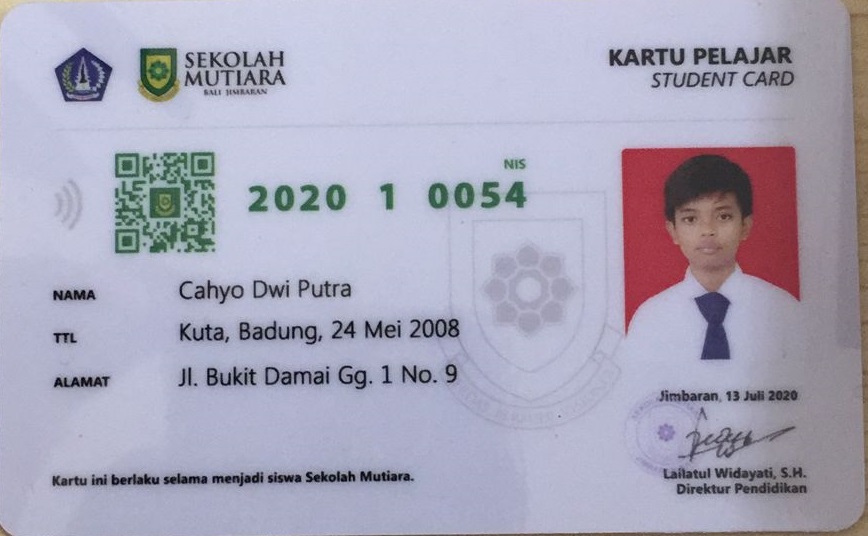 SEKOLAH
MUTIARA
BALI JIMBARAN
KARTU PELAJAR
STUDENT CARD
NIS
2020 1 0054
NAMA Cahyo Dwi Putra
TTL Kuta, Badung, 24 Mei 2008
ALAMAT Jl. Bukit Damai Gg. 1 No. 9
Jimbaran, 13 Juli 2020
Lailatul Widayati, S.H.
Direktur Pendidikan
Kartu ini berlaku selama menjadi siswa Sekolah Mutiara.